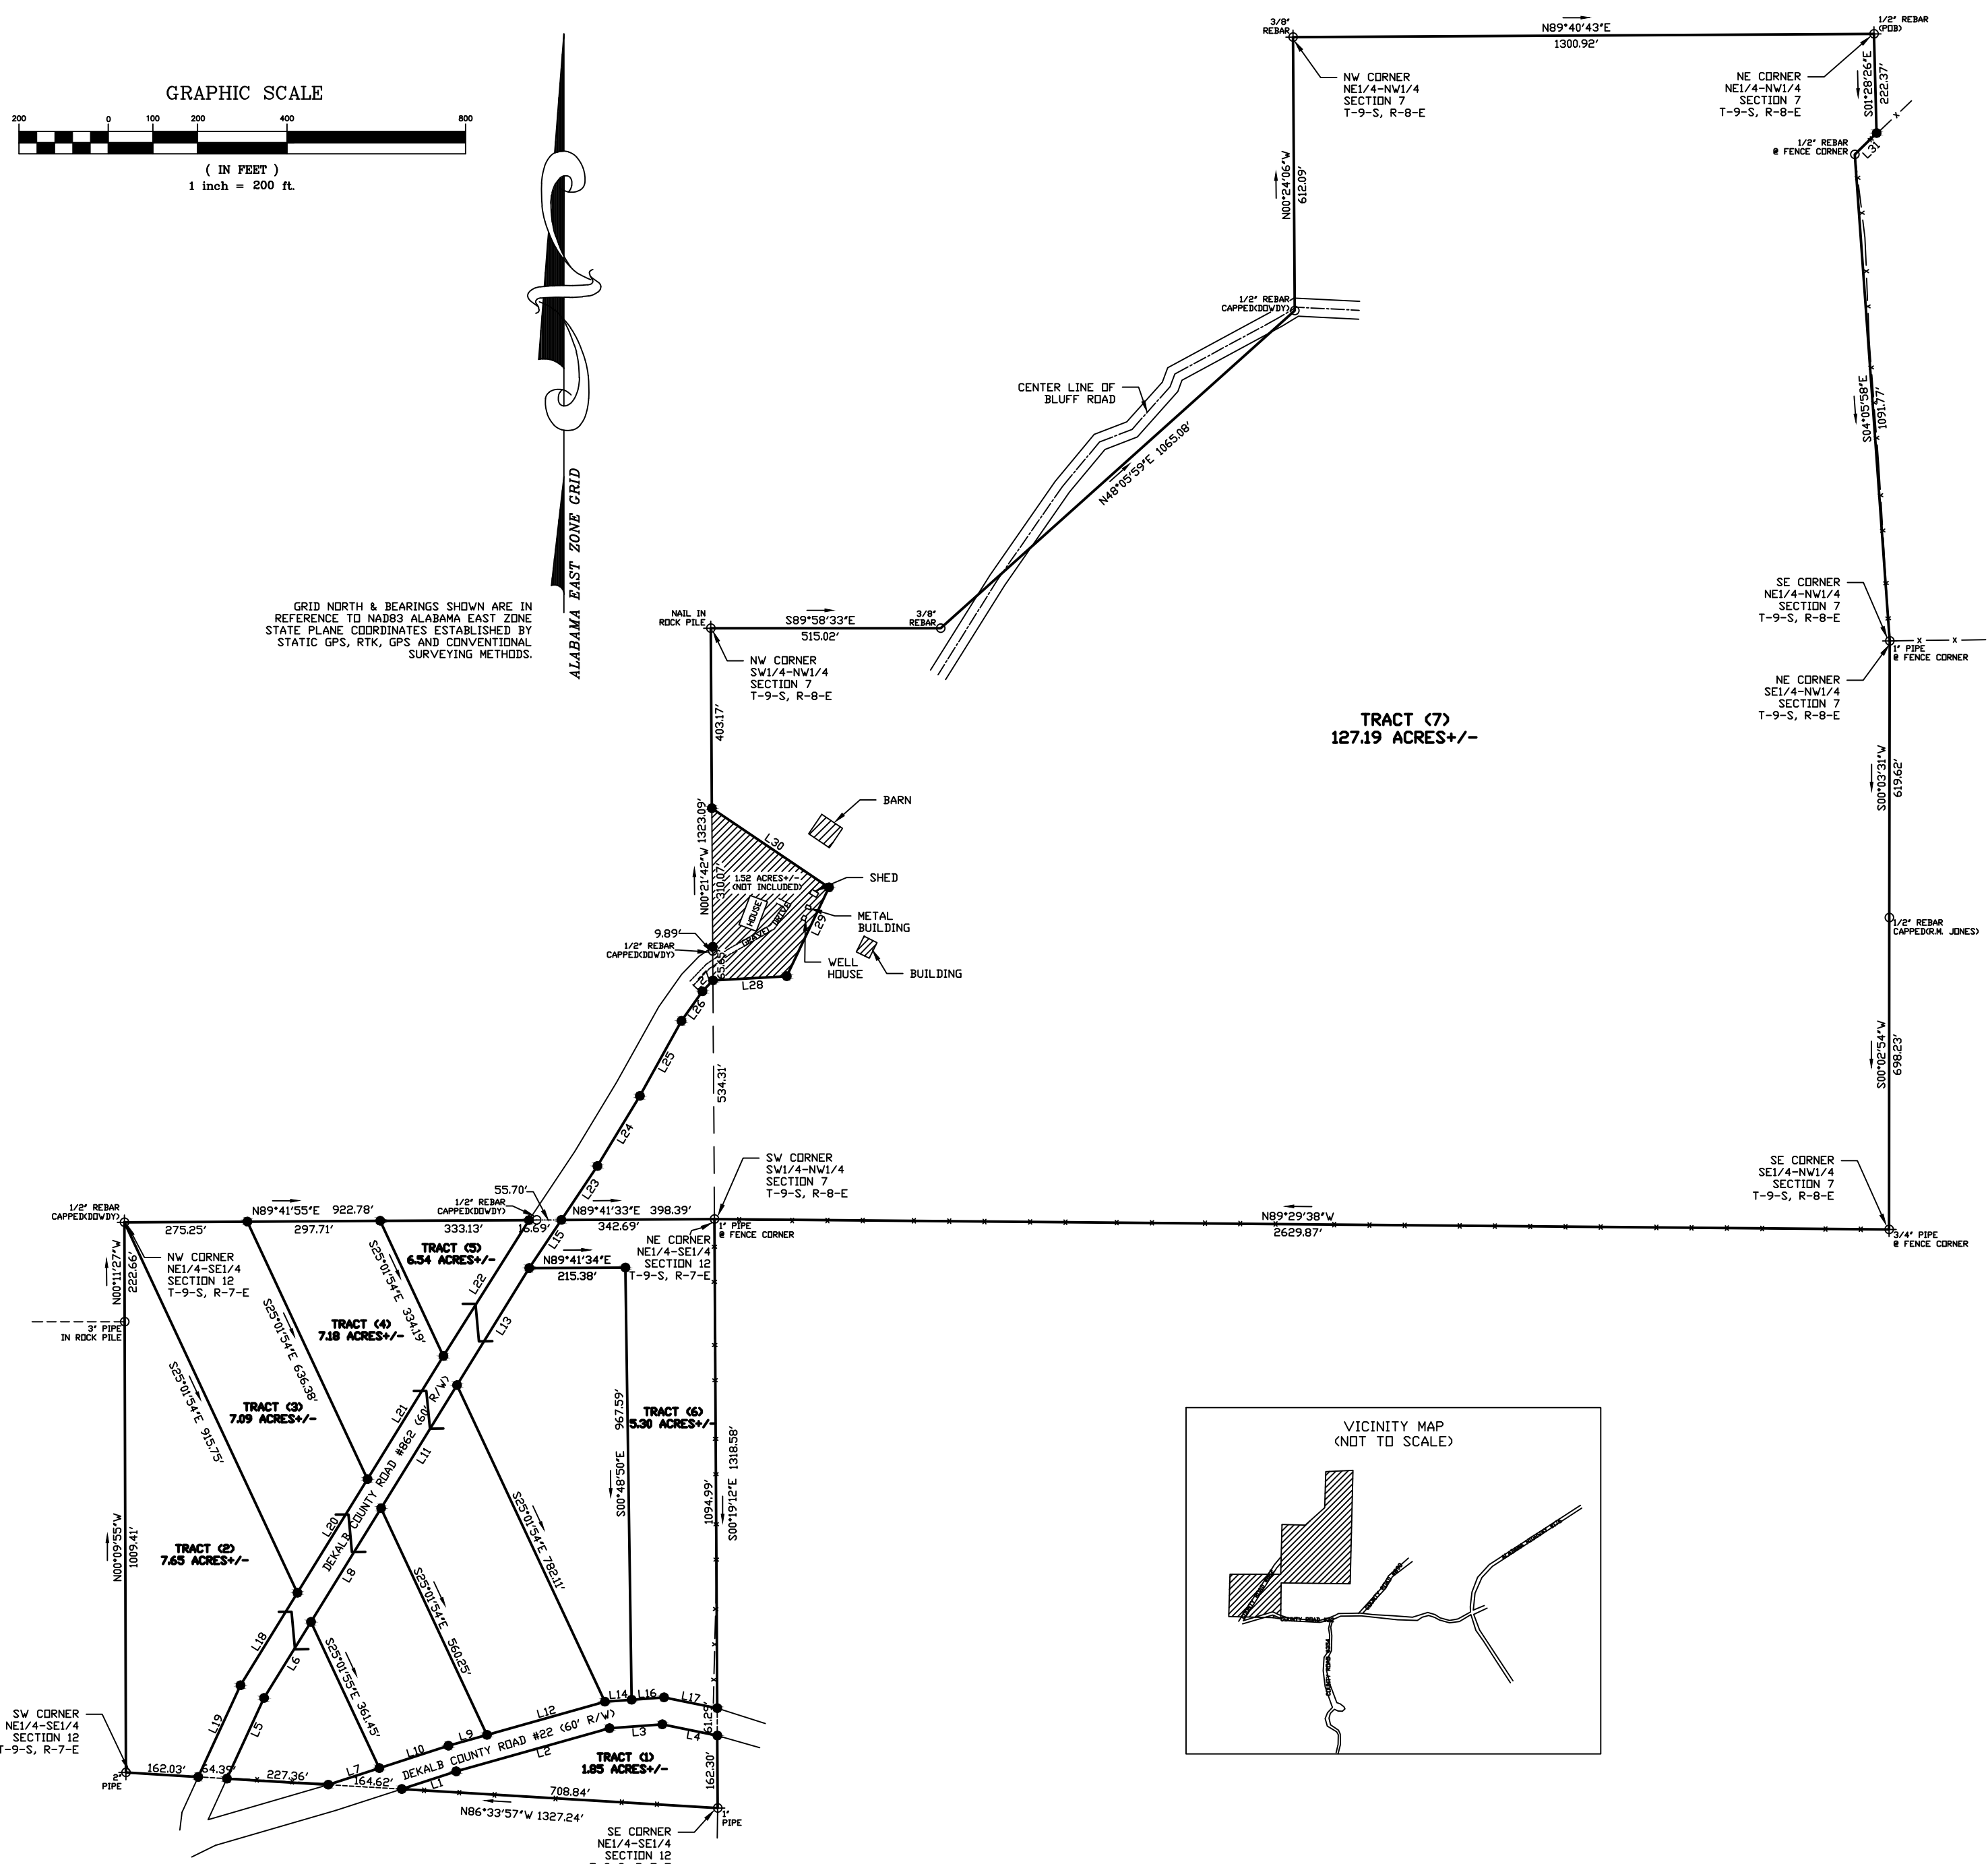 GRAPHIC SCALE
200 0 100 200 400 800
( IN FEET )
1 inch = 200 ft.
ALABAMA EAST ZONE GRID
GRID NORTH & BEARINGS SHOWN ARE IN
REFERENCE TO NAD83 ALABAMA EAST ZONE
STATE PLANE COORDINATES ESTABLISHED BY
STATIC GPS, RTK, GPS AND CONVENTIONAL
SURVEYING METHODS.
3/8"
REBAR
N89°40'43"E
1300.92'
1/2" REBAR
(POB)
NW CORNER
NE1/4-NW1/4
SECTION 7
T-9-S, R-8-E
NE CORNER
NE1/4-NW1/4
SECTION 7
T-9-S, R-8-E
S01°28'26"E
222.37'
1/2" REBAR
@ FENCE CORNER
L31
N00°24'06"W
612.09'
1/2" REBAR
CAPPED(DOWDY)
CENTER LINE OF
BLUFF ROAD
N48°05'59"E 1065.08'
S04°05'58"E
1091.77'
NAIL IN
ROCK PILE
S89°58'33"E
515.02'
3/8"
REBAR
NW CORNER
SW1/4-NW1/4
SECTION 7
T-9-S, R-8-E
SE CORNER
NE1/4-NW1/4
SECTION 7
T-9-S, R-8-E
1" PIPE
@ FENCE CORNER
NE CORNER
SE1/4-NW1/4
SECTION 7
T-9-S, R-8-E
TRACT (7)
127.19 ACRES+/-
403.17'
S00°03'31"W
619.62'
BARN
L30
SHED
1.52 ACRES+/-
(NOT INCLUDED)
N00°21'42"W 1323.09'
310.07'
HOUSE
GRAVEL DRIVE
L29
METAL
BUILDING
WELL
HOUSE
BUILDING
9.89'
1/2" REBAR
CAPPED(DOWDY)
65.65'
L28
L26
L25
534.31'
L24
L23
1/2" REBAR
CAPPED(R.M. JONES)
S00°02'54"W
698.23'
SE CORNER
SE1/4-NW1/4
SECTION 7
T-9-S, R-8-E
3/4" PIPE
@ FENCE CORNER
SW CORNER
SW1/4-NW1/4
SECTION 7
T-9-S, R-8-E
N89°29'38"W
2629.87'
1" PIPE
@ FENCE CORNER
55.70'
1/2" REBAR
CAPPED(DOWDY)
N89°41'55"E 922.78'
1/2" REBAR
CAPPED(DOWDY)
N89°41'33"E 398.39'
275.25'
297.71'
333.13'
16.69'
342.69'
NE CORNER
NE1/4-SE1/4
SECTION 12
T-9-S, R-7-E
NW CORNER
NE1/4-SE1/4
SECTION 12
T-9-S, R-7-E
N00°11'27"W
222.66'
3" PIPE
IN ROCK PILE
TRACT (5)
6.54 ACRES+/-
L15
N89°41'34"E
215.38'
L22
L13
S25°01'54"E 334.19'
TRACT (4)
7.18 ACRES+/-
S25°01'54"E 636.38'
S25°01'54"E 915.75'
TRACT (3)
7.09 ACRES+/-
L21
L11
DEKALB COUNTY ROAD #862 (60' R/W)
TRACT (6)
5.30 ACRES+/-
S00°48'50"E 967.59'
1094.99'
S00°19'12"E 1318.58'
S25°01'54"E 782.11'
S25°01'54"E 560.25'
L20
L8
TRACT (2)
7.65 ACRES+/-
N00°09'55"W
1009.41'
L18
L6
S25°01'55"E 361.45'
L19
L5
L14
L16
L17
L12
L9
L10
L7
DEKALB COUNTY ROAD #22 (60' R/W)
L3
L4
L2
L1
61.29'
162.30'
TRACT (1)
1.85 ACRES+/-
SW CORNER
NE1/4-SE1/4
SECTION 12
T-9-S, R-7-E
2"
PIPE
162.03'
64.39'
227.36'
164.62'
708.84'
N86°33'57"W 1327.24'
1"
PIPE
SE CORNER
NE1/4-SE1/4
SECTION 12
VICINITY MAP
(NOT TO SCALE)